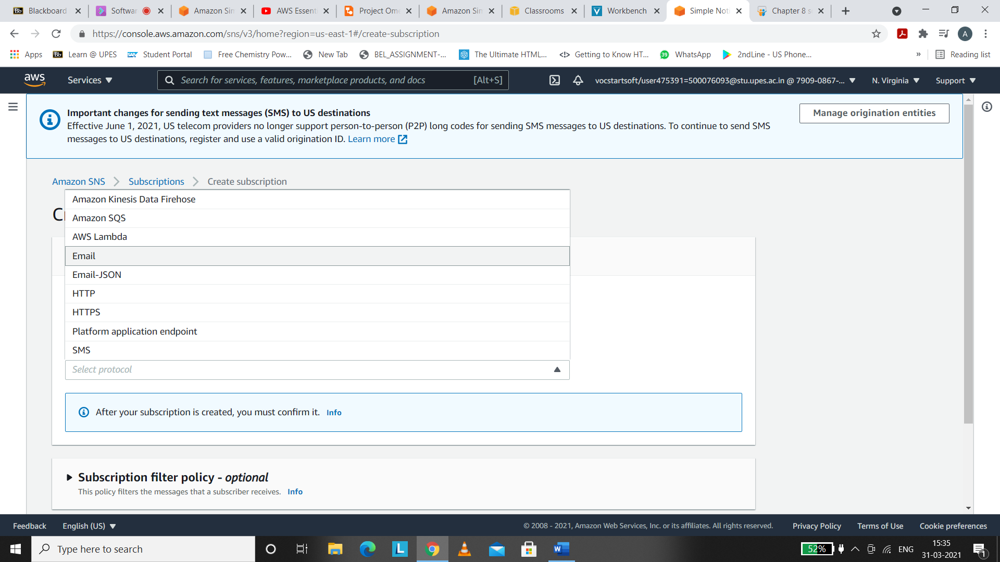 Blackboard
Softwar
Amazon Sim
AWS Essenti
Project Ome
Amazon Sim
Classrooms
Workbench
Simple Noti
Chapter 8 s
https://console.aws.amazon.com/sns/v3/home?region=us-east-1#/create-subscription
A
Apps
Bb Learn @ UPES
SAP Student Portal
Free Chemistry Pow...
New Tab
BEL_ASSIGNMENT-...
The Ultimate HTML...
Getting to Know HT...
39 WhatsApp
2ndLine - US Phone...
»
Reading list
aws
Services
Search for services, features, marketplace products, and docs [Alt+S]
vocstartsoft/user475391=500076093@stu.upes.ac.in @ 7909-0867-...
N. Virginia
Support
Important changes for sending text messages (SMS) to US destinations
Effective June 1, 2021, US telecom providers no longer support person-to-person (P2P) long codes for sending SMS messages to US destinations. To continue to send SMS
messages to US destinations, register and use a valid origination ID. Learn more
Manage origination entities
Amazon SNS
Subscriptions
Create subscription
Amazon Kinesis Data Firehose
Amazon SQS
AWS Lambda
Email
Email-JSON
HTTP
HTTPS
Platform application endpoint
SMS
Select protocol
After your subscription is created, you must confirm it. Info
Subscription filter policy - optional
This policy filters the messages that a subscriber receives. Info
Feedback
English (US)
© 2008 - 2021, Amazon Web Services, Inc. or its affiliates. All rights reserved.
Privacy Policy
Terms of Use
Cookie preferences
Type here to search
52%
ENG
15:35
31-03-2021
1